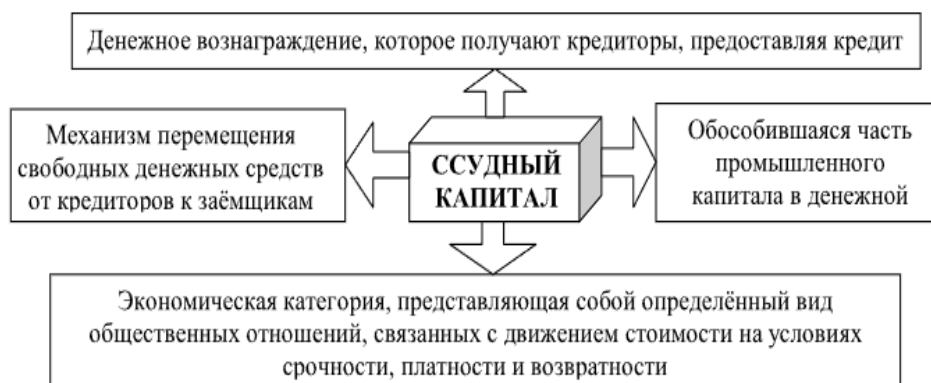 Денежное вознаграждение, которое получают кредиторы, предоставляя кредит
Механизм перемещения
свободных денежных средств
от кредиторов к заёмщикам
ССУДНЫЙ
КАПИТАЛ
Обособившаяся часть
промышленного
капитала в денежной
Экономическая категория, представляющая собой определённый вид
общественных отношений, связанных с движением стоимости на условиях
срочности, платности и возвратности